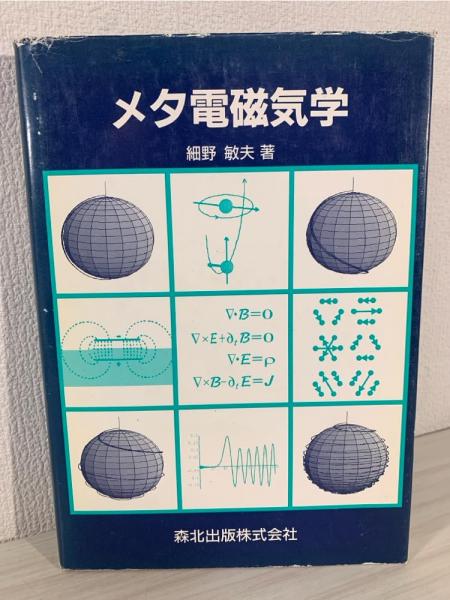 メタ電磁気学
細野 敏夫 著
∇·B=0
∇×E+∂ₜB=0
∇·E=ρ
∇×B-∂ₜE=J
森北出版株式会社